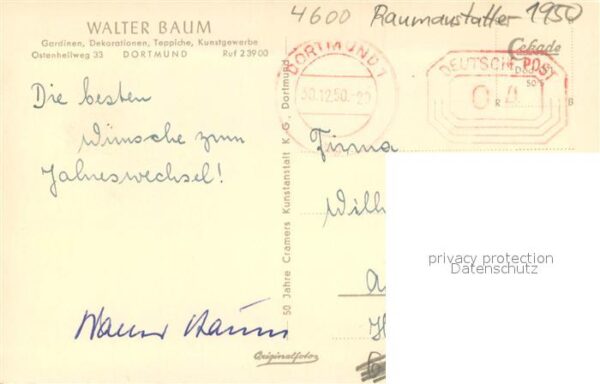 4600 Raumausstatter 1950
WALTER BAUM
Gardinen, Dekorationen, Teppiche, Kunstgewerbe
Ostenhellweg 33 DORTMUND Ruf 23900
Cekade
DORTMUND 1
30.12.50.-20
DEUTSCHE POST
04
R
B
Die besten
Wünsche zum
Jahreswechsel!
Walter Baum
50 Jahre Cramers Kunstanstalt K.G., Dortmund
Originalfoto
Firma
Wilh
privacy protection
Datenschutz